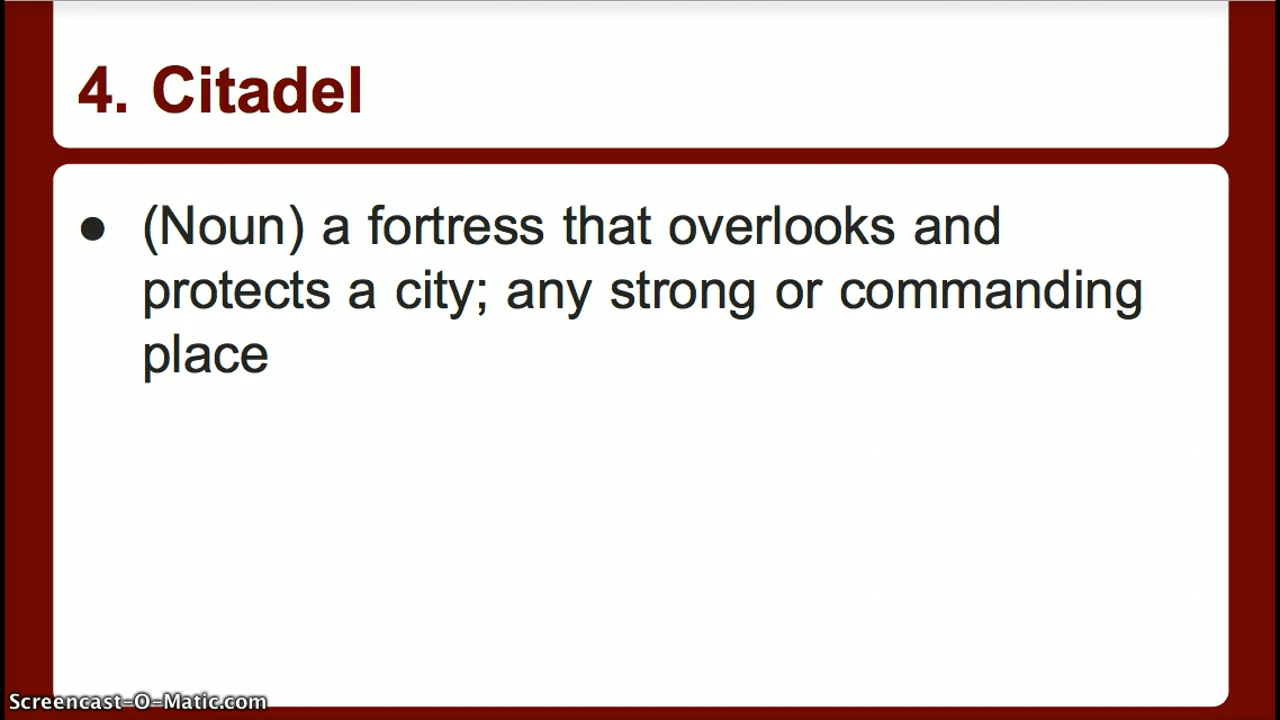 4. Citadel
● (Noun) a fortress that overlooks and
protects a city; any strong or commanding
place
Screencast-O-Matic.com